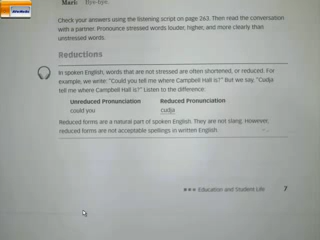 Mari: Bye-bye.
Check your answers using the listening script on page 263. Then read the conversation
with a partner. Pronounce stressed words louder, higher, and more clearly than
unstressed words.
Reductions
In spoken English, words that are not stressed are often shortened, or reduced. For
example, we write: "Could you tell me where Campbell Hall is?" But we say, "Cudja
tell me where Campbell Hall is?" Listen to the difference:
Unreduced Pronunciation Reduced Pronunciation
could you cudja
Reduced forms are a natural part of spoken English. They are not slang. However,
reduced forms are not acceptable spellings in written English.
Education and Student Life 7